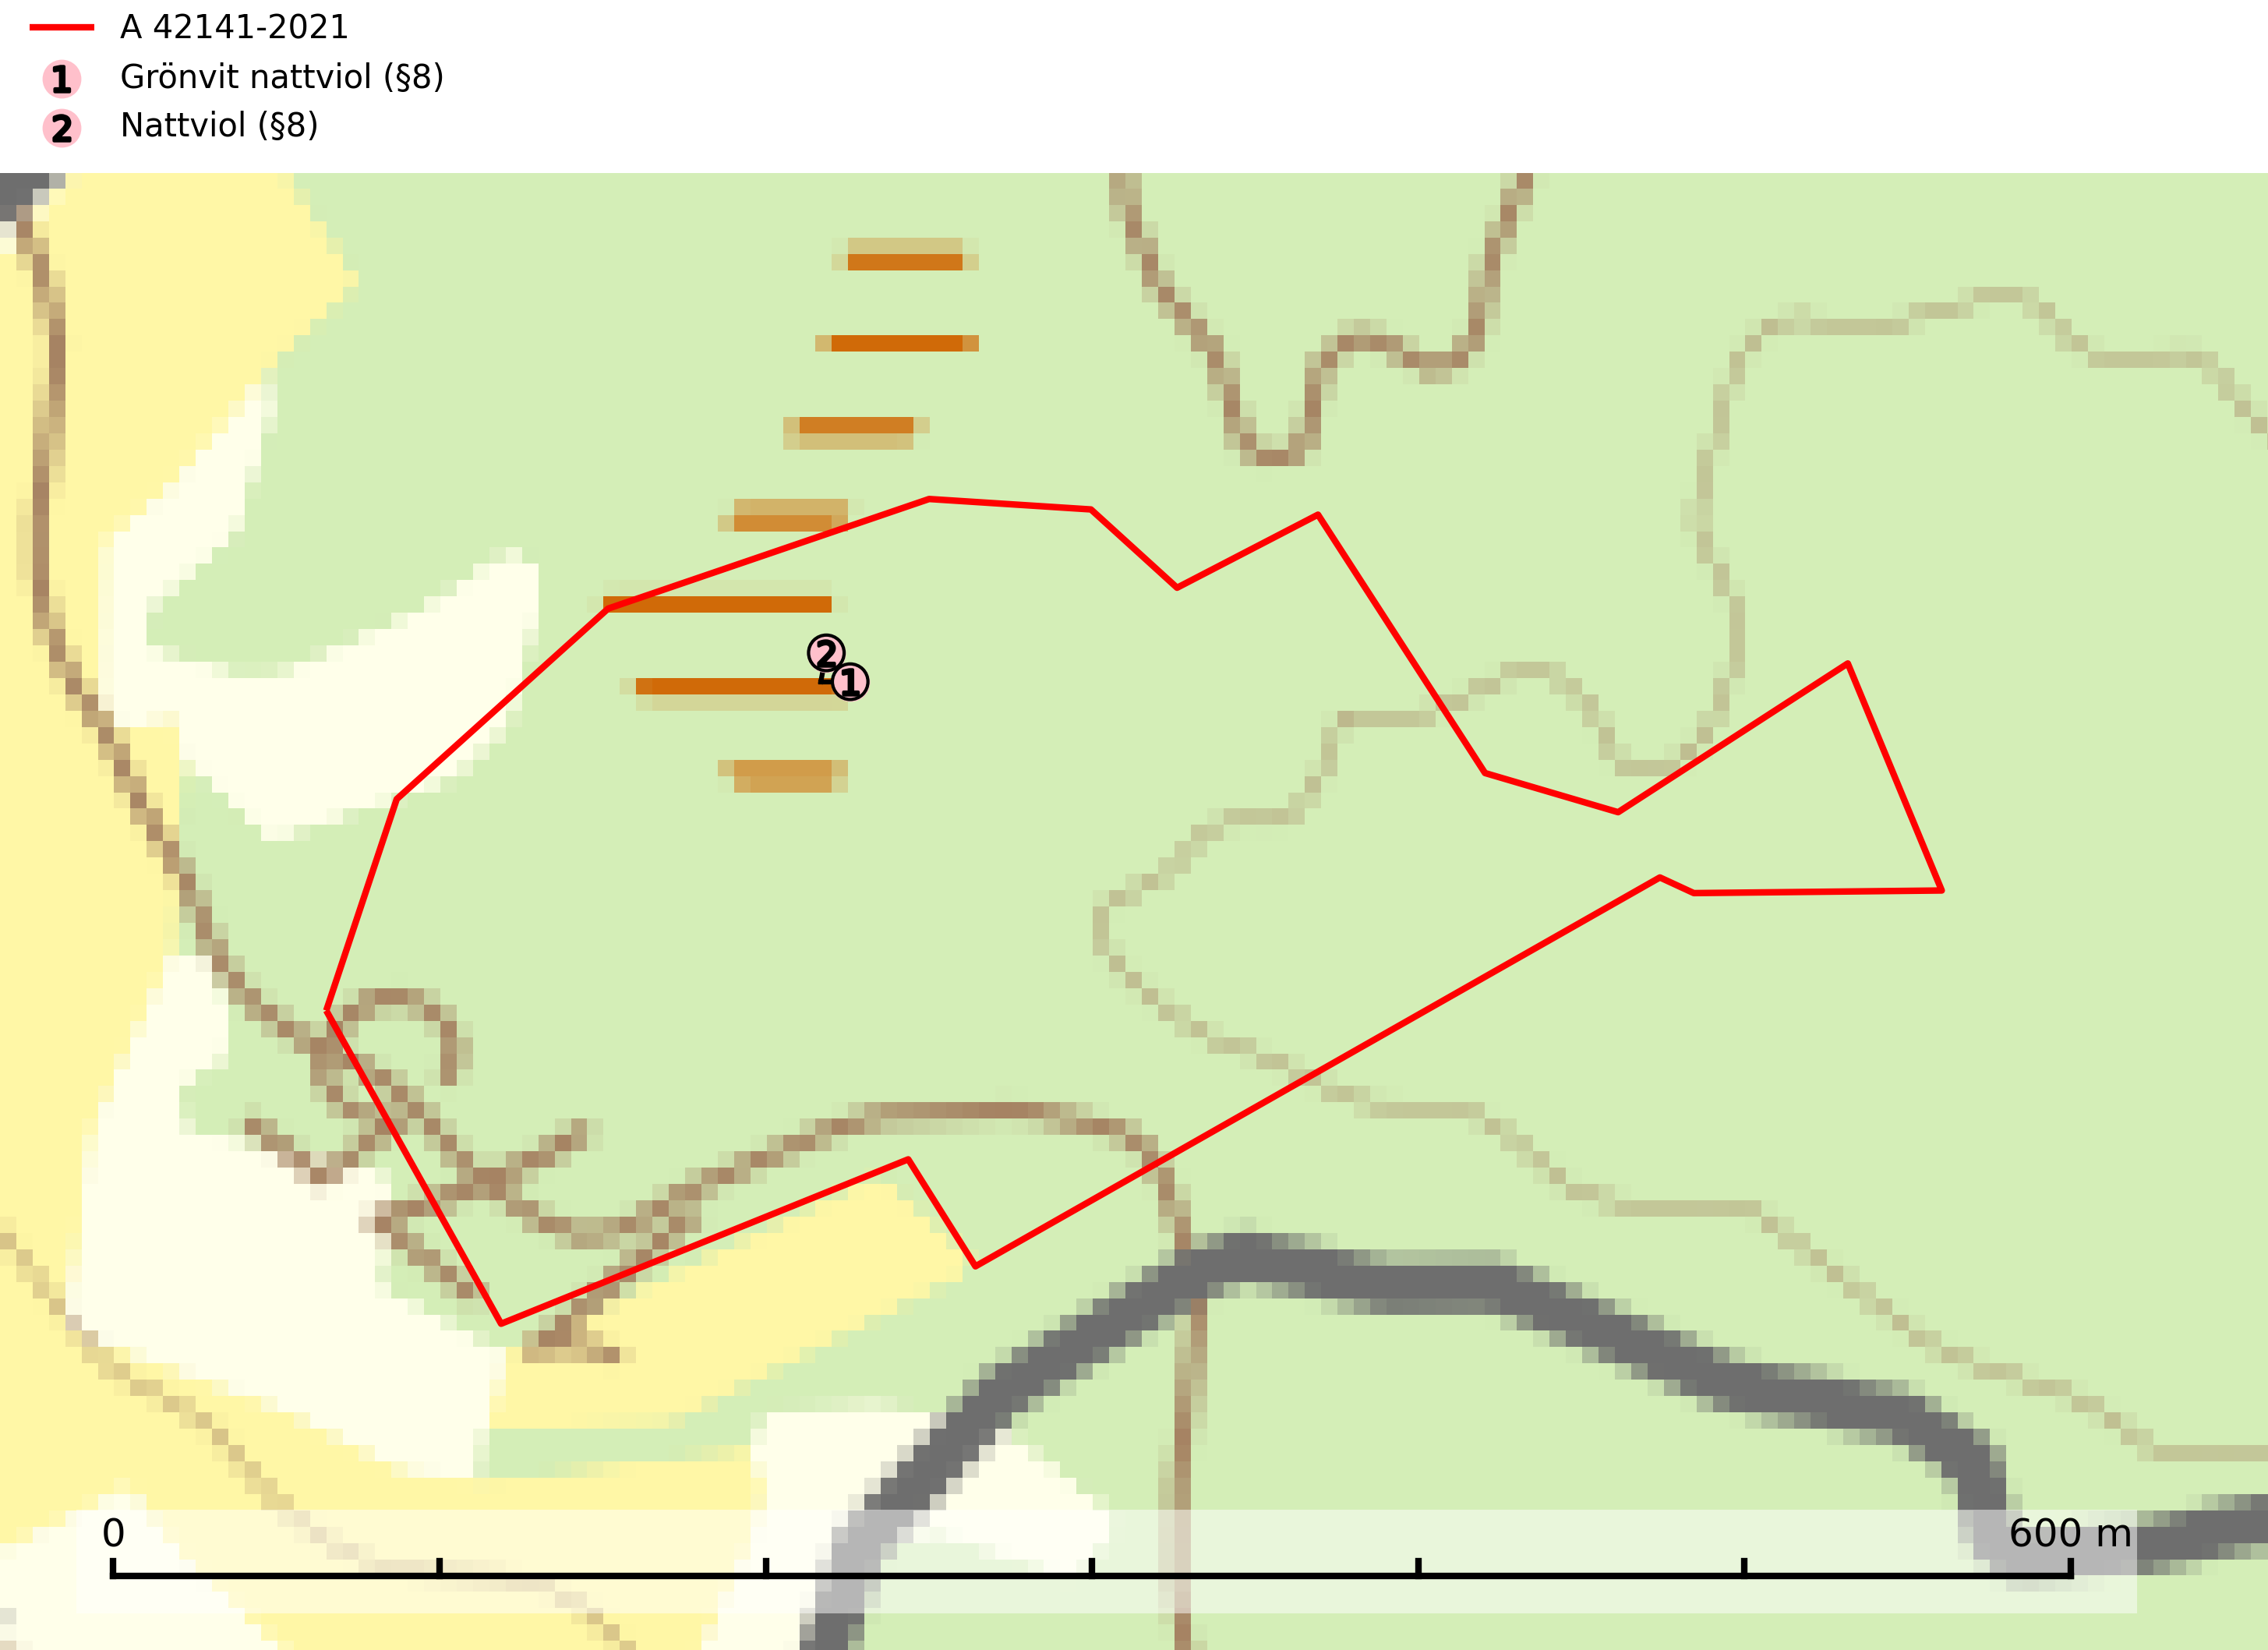 A 42141-2021
1 Grönvit nattviol (§8)
2 Nattviol (§8)
2
1
0 600 m